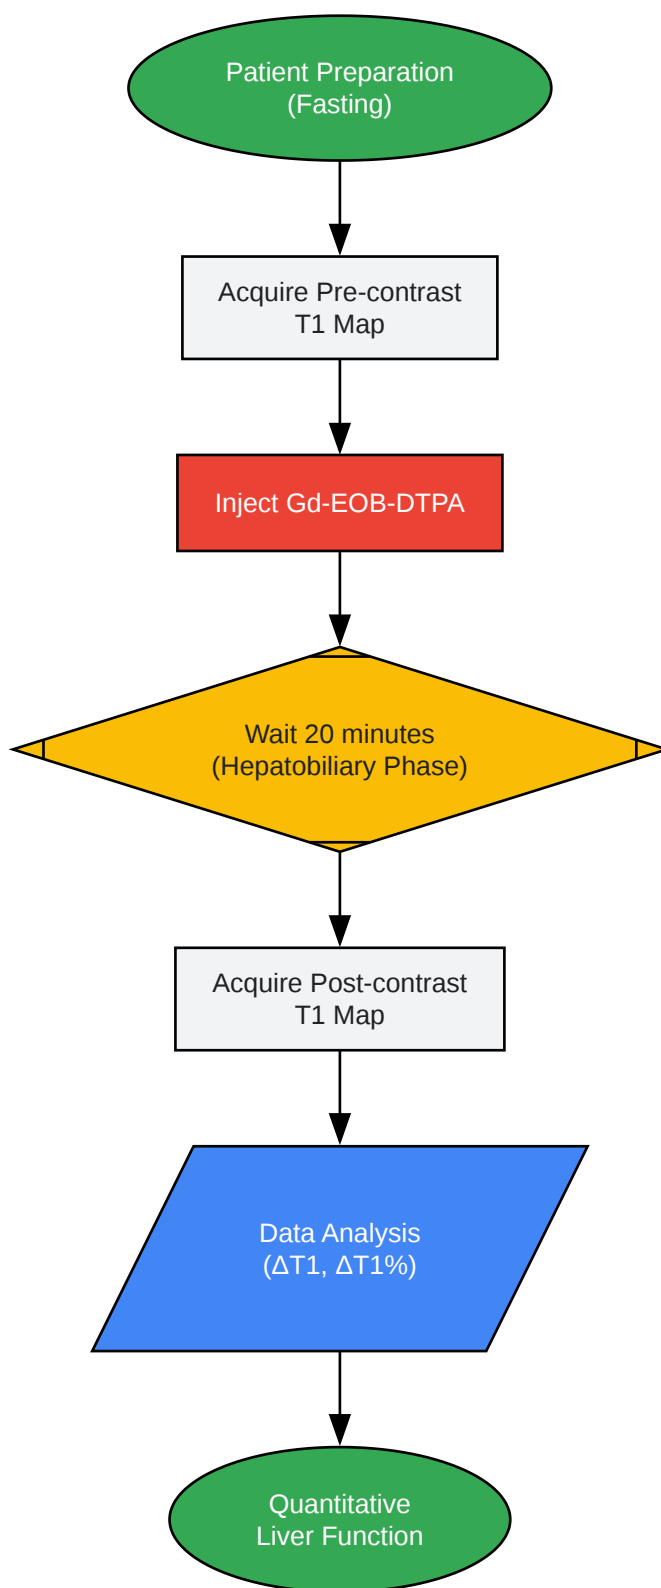 Patient Preparation
(Fasting)
Acquire Pre-contrast
T1 Map
Inject Gd-EOB-DTPA
Wait 20 minutes
(Hepatobiliary Phase)
Acquire Post-contrast
T1 Map
Data Analysis
(ΔT1, ΔT1%)
Quantitative
Liver Function